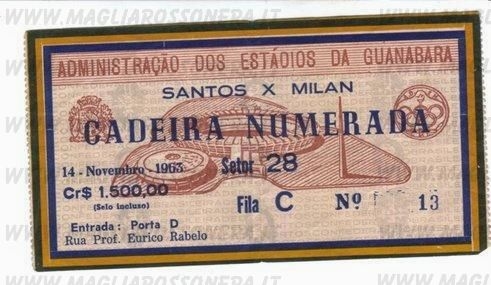 WWW.MAGLIAROSSONERA.IT
ADMINISTRAÇÃO DOS ESTÁDIOS DA GUANABARA
SANTOS X MILAN
CADEIRA NUMERADA
14 - Novembro - 1963 Setor 28
Cr$ 1.500,00
(Selo incluso)
Fila C Nº 13
Entrada : Porta D
Rua Prof. Eurico Rabelo